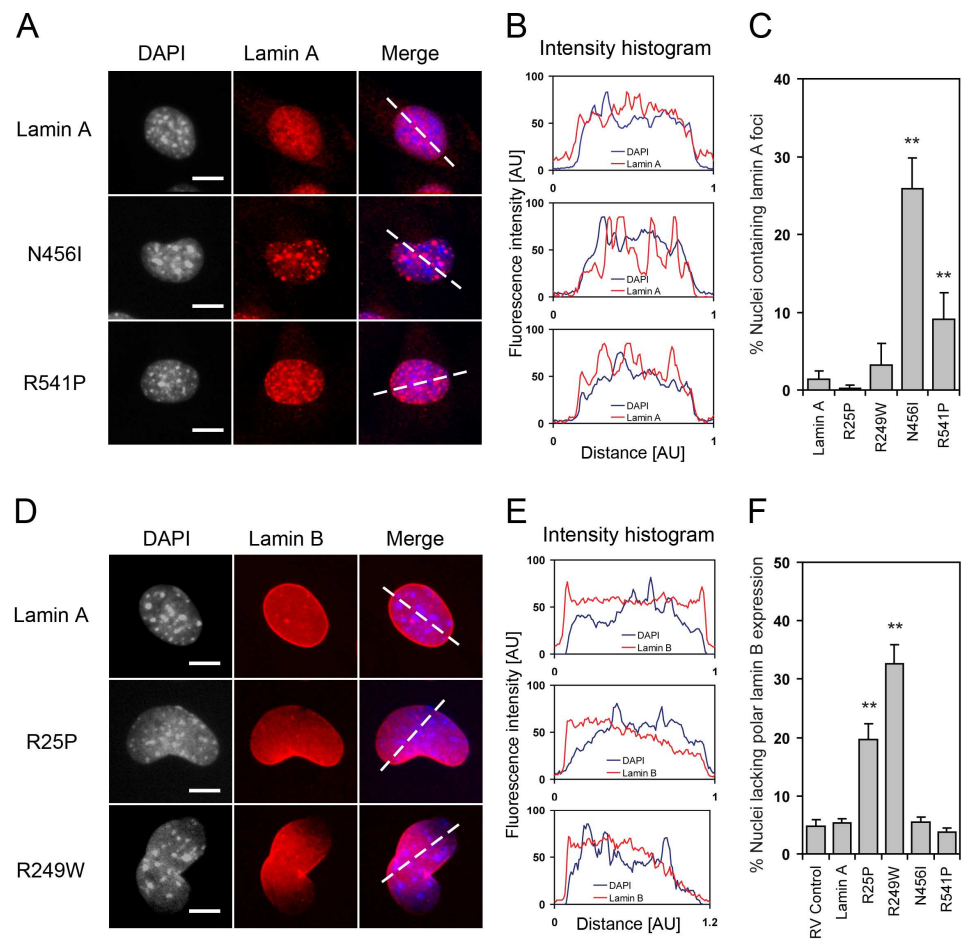 A
DAPI
Lamin A
Merge
Lamin A
N456I
R541P
B
Intensity histogram
Fluorescence intensity [AU]
100
50
0
DAPI
Lamin A
0
1
100
50
0
DAPI
Lamin A
0
1
100
50
0
DAPI
Lamin A
0
1
Distance [AU]
C
% Nuclei containing lamin A foci
40
30
20
10
0
**
**
Lamin A
R25P
R249W
N456I
R541P
D
DAPI
Lamin B
Merge
Lamin A
R25P
R249W
E
Intensity histogram
Fluorescence intensity [AU]
100
50
0
DAPI
Lamin B
0
1
100
50
0
DAPI
Lamin B
0
1
100
50
0
DAPI
Lamin B
0
1.2
Distance [AU]
F
% Nuclei lacking polar lamin B expression
50
40
30
20
10
0
**
**
RV Control
Lamin A
R25P
R249W
N456I
R541P